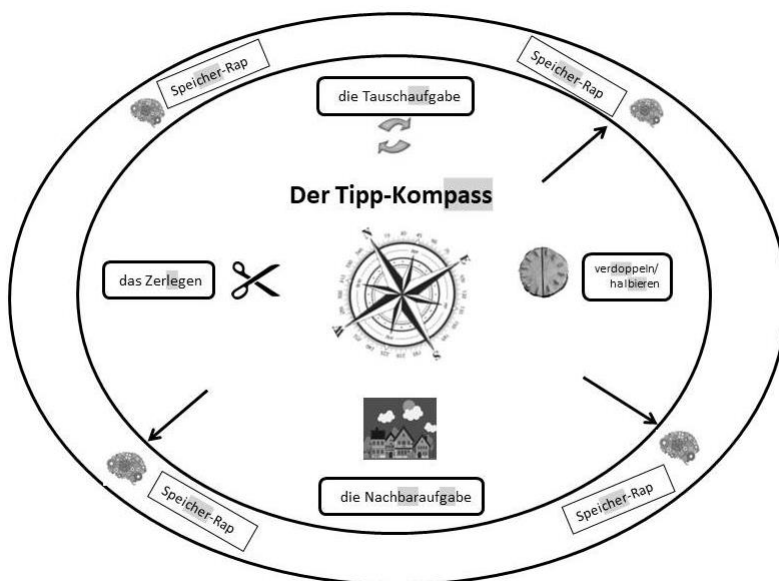 Speicher-Rap
Speicher-Rap
die Tauschaufgabe
Der Tipp-Kompass
das Zerlegen
verdoppeln/
halbieren
die Nachbaraufgabe
Speicher-Rap
Speicher-Rap